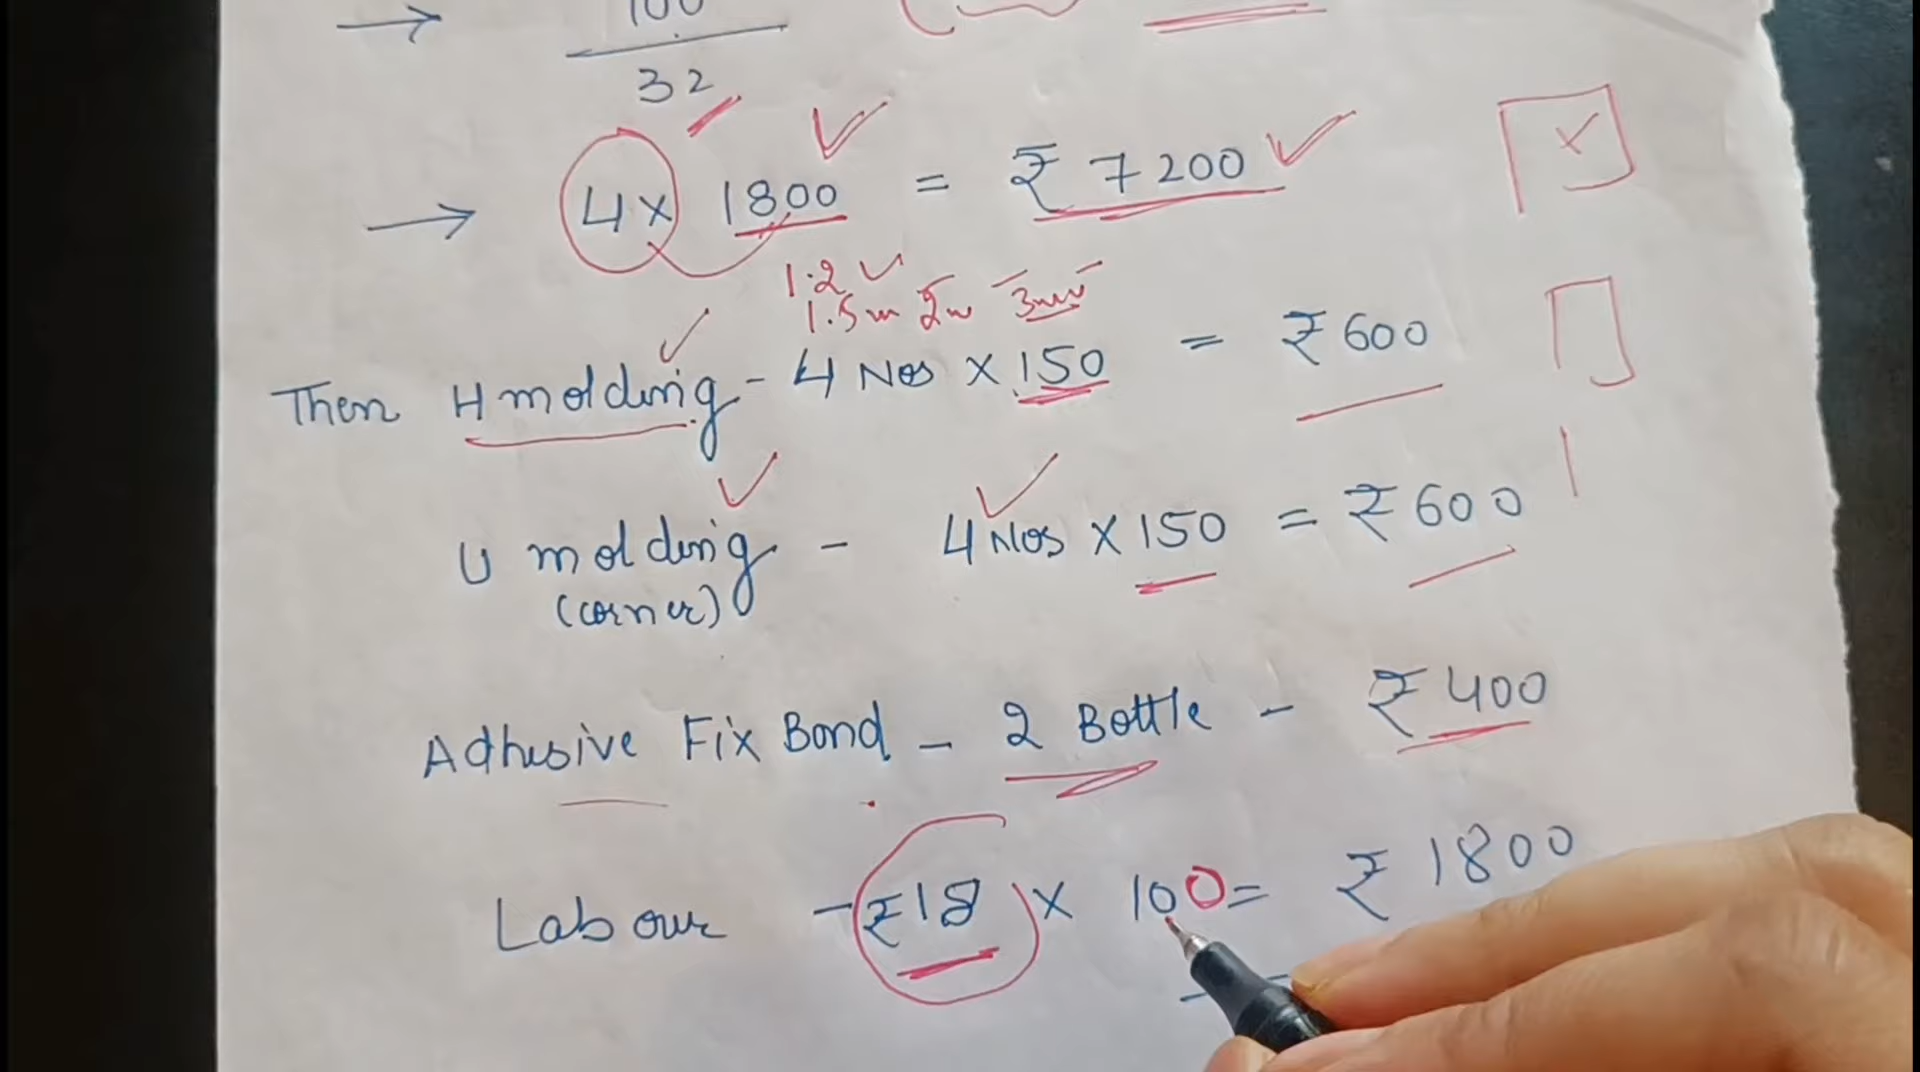 → 100
32
→ 4x 1800 = ₹ 7200
1.2
1.5m 2m 3m
Then H molding - 4 Nos x 150 = ₹ 600
U molding - 4 Nos x 150 = ₹ 600
(corner)
Adhesive Fix Bond - 2 Bottle - ₹ 400
Labour - ₹18 x 100 = ₹ 1800